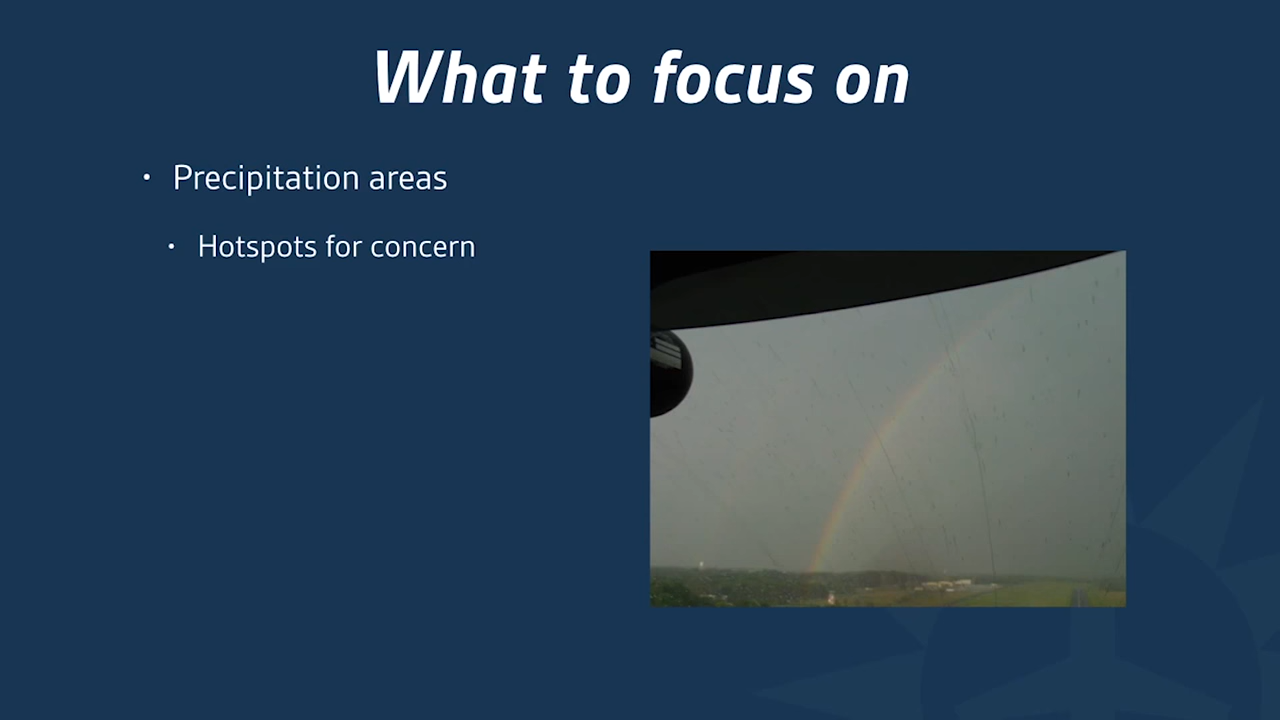 What to focus on
• Precipitation areas
• Hotspots for concern